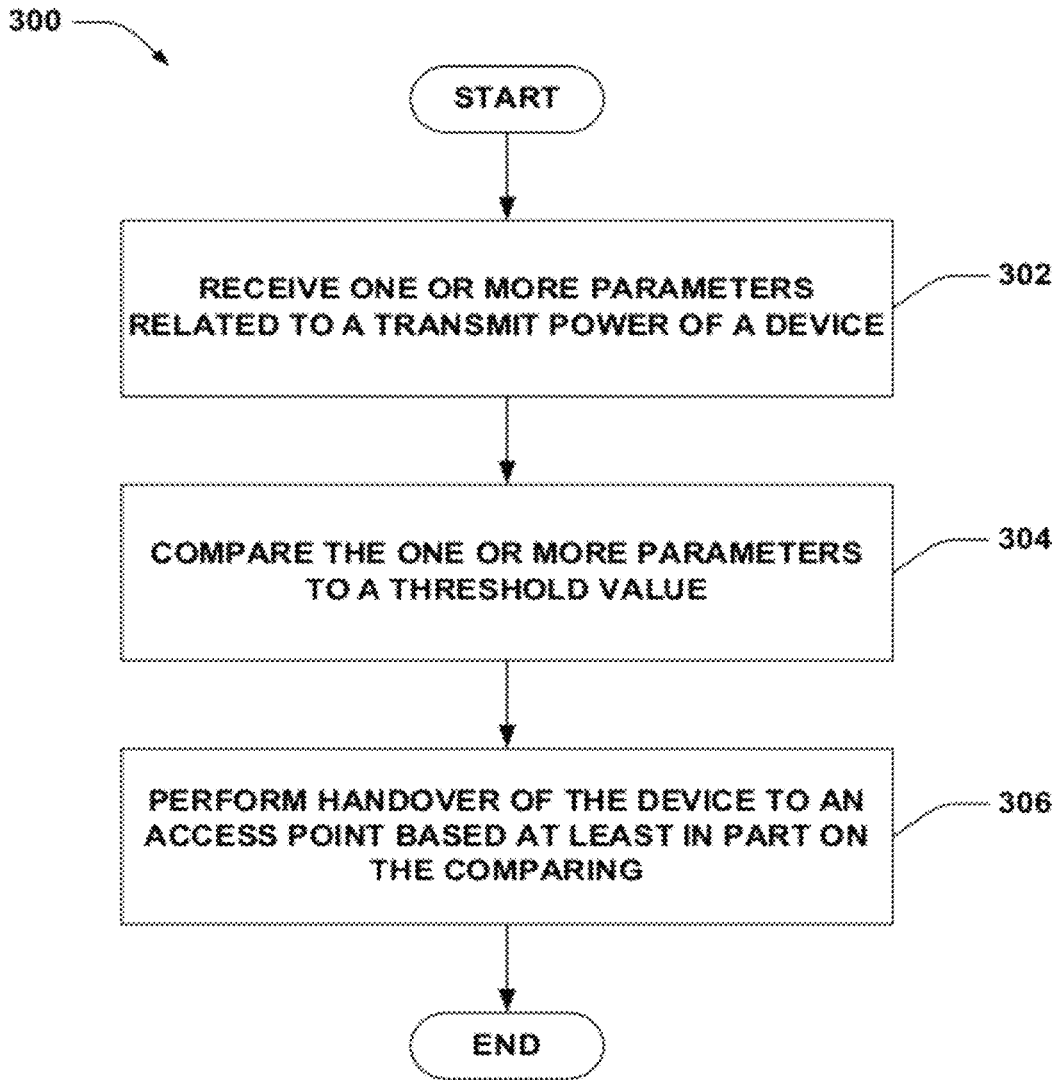 300
START
RECEIVE ONE OR MORE PARAMETERS
RELATED TO A TRANSMIT POWER OF A DEVICE
302
COMPARE THE ONE OR MORE PARAMETERS
TO A THRESHOLD VALUE
304
PERFORM HANDOVER OF THE DEVICE TO AN
ACCESS POINT BASED AT LEAST IN PART ON
THE COMPARING
306
END